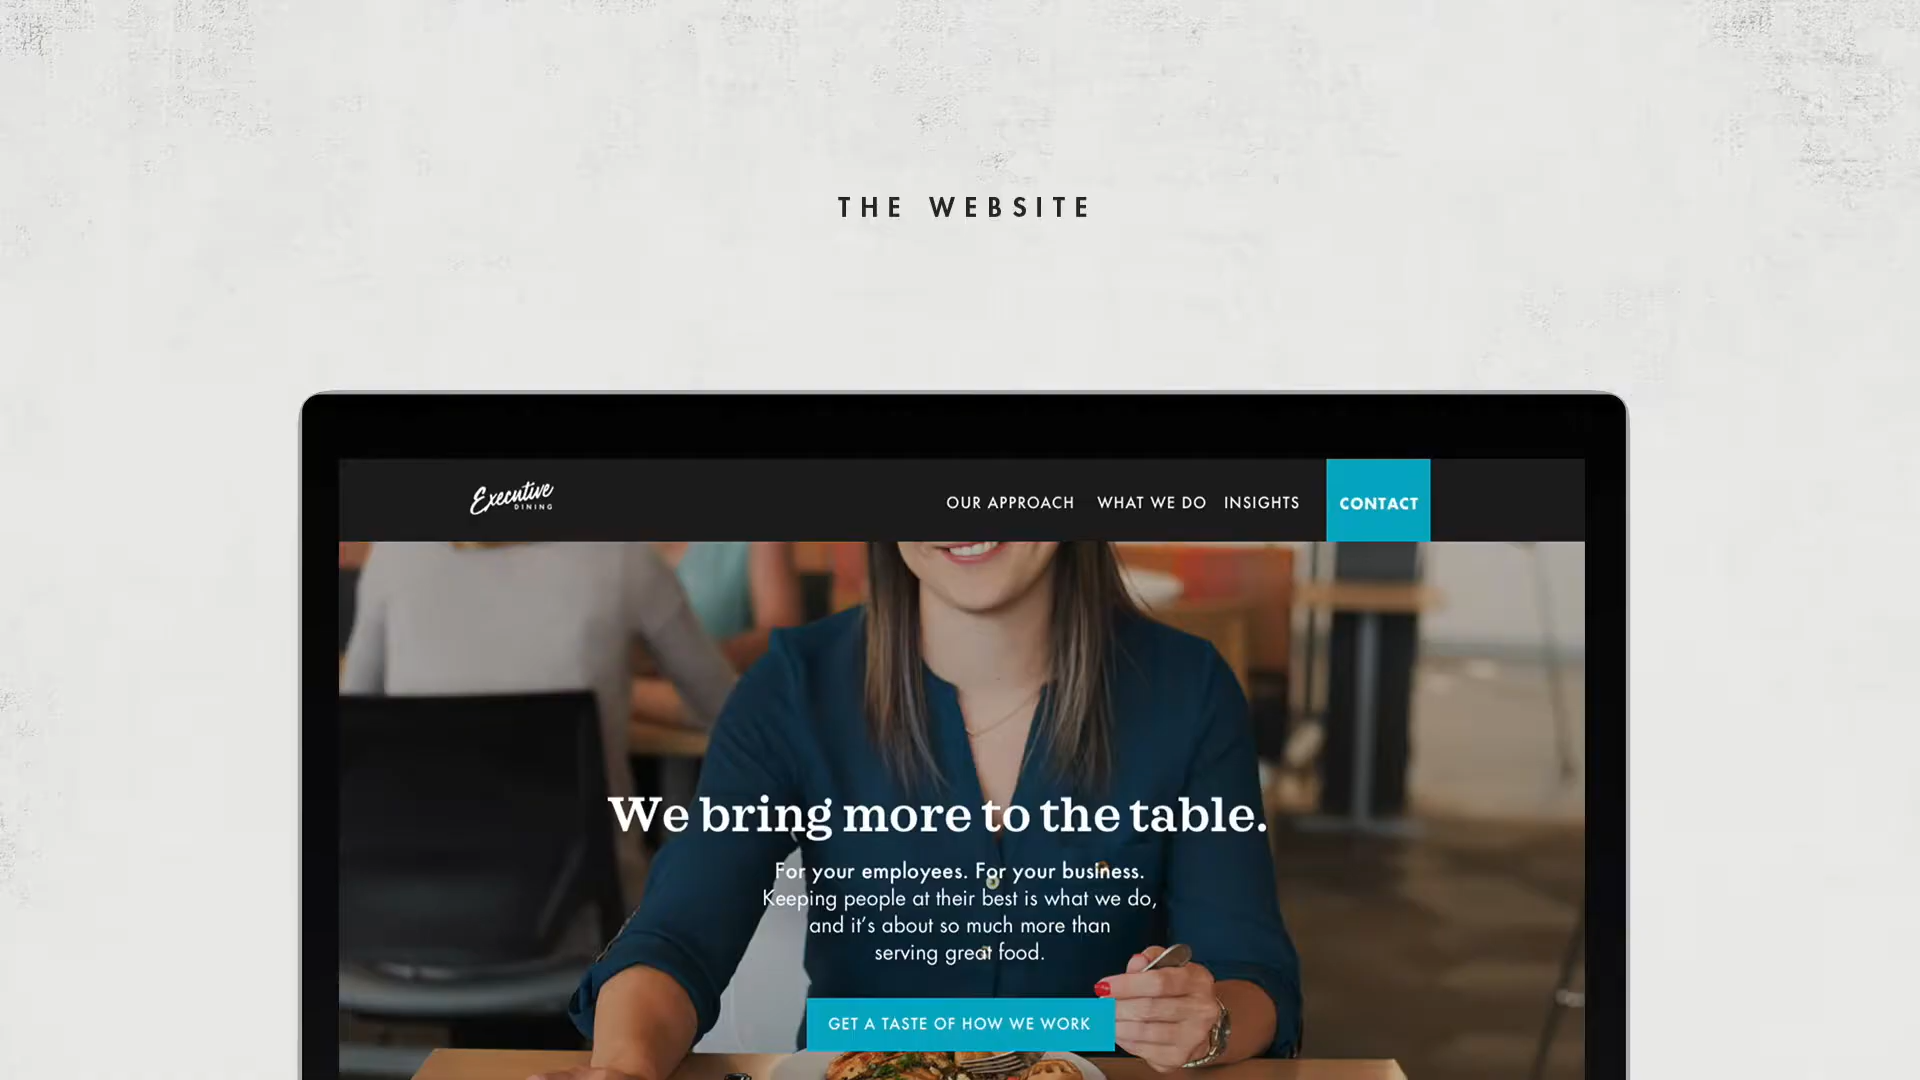 THE WEBSITE
Executive
DINING
OUR APPROACH WHAT WE DO INSIGHTS CONTACT
We bring more to the table.
For your employees. For your business.
Keeping people at their best is what we do,
and it’s about so much more than
serving great food.
GET A TASTE OF HOW WE WORK